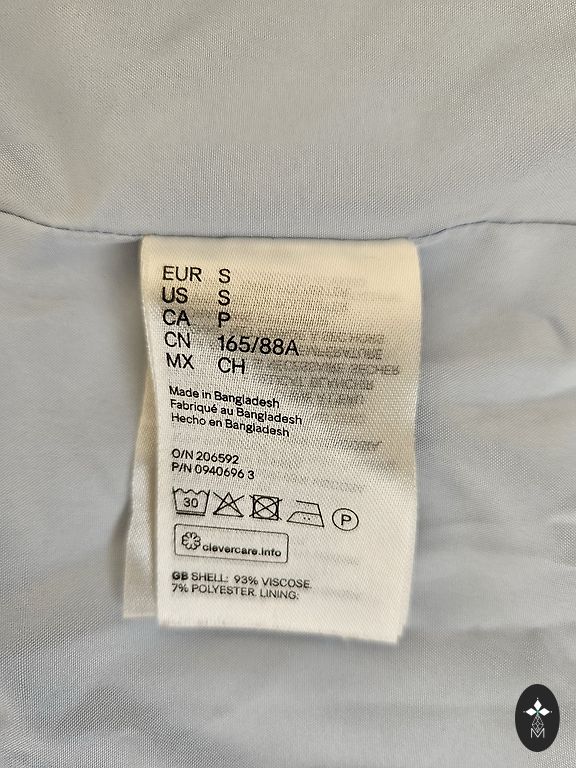 EUR S
US S
CA P
CN 165/88A
MX CH
Made in Bangladesh
Fabriqué au Bangladesh
Hecho en Bangladesh
O/N 206592
P/N 0940696 3
30
P
clevercare.info
GB SHELL: 93% VISCOSE.
7% POLYESTER. LINING:
M